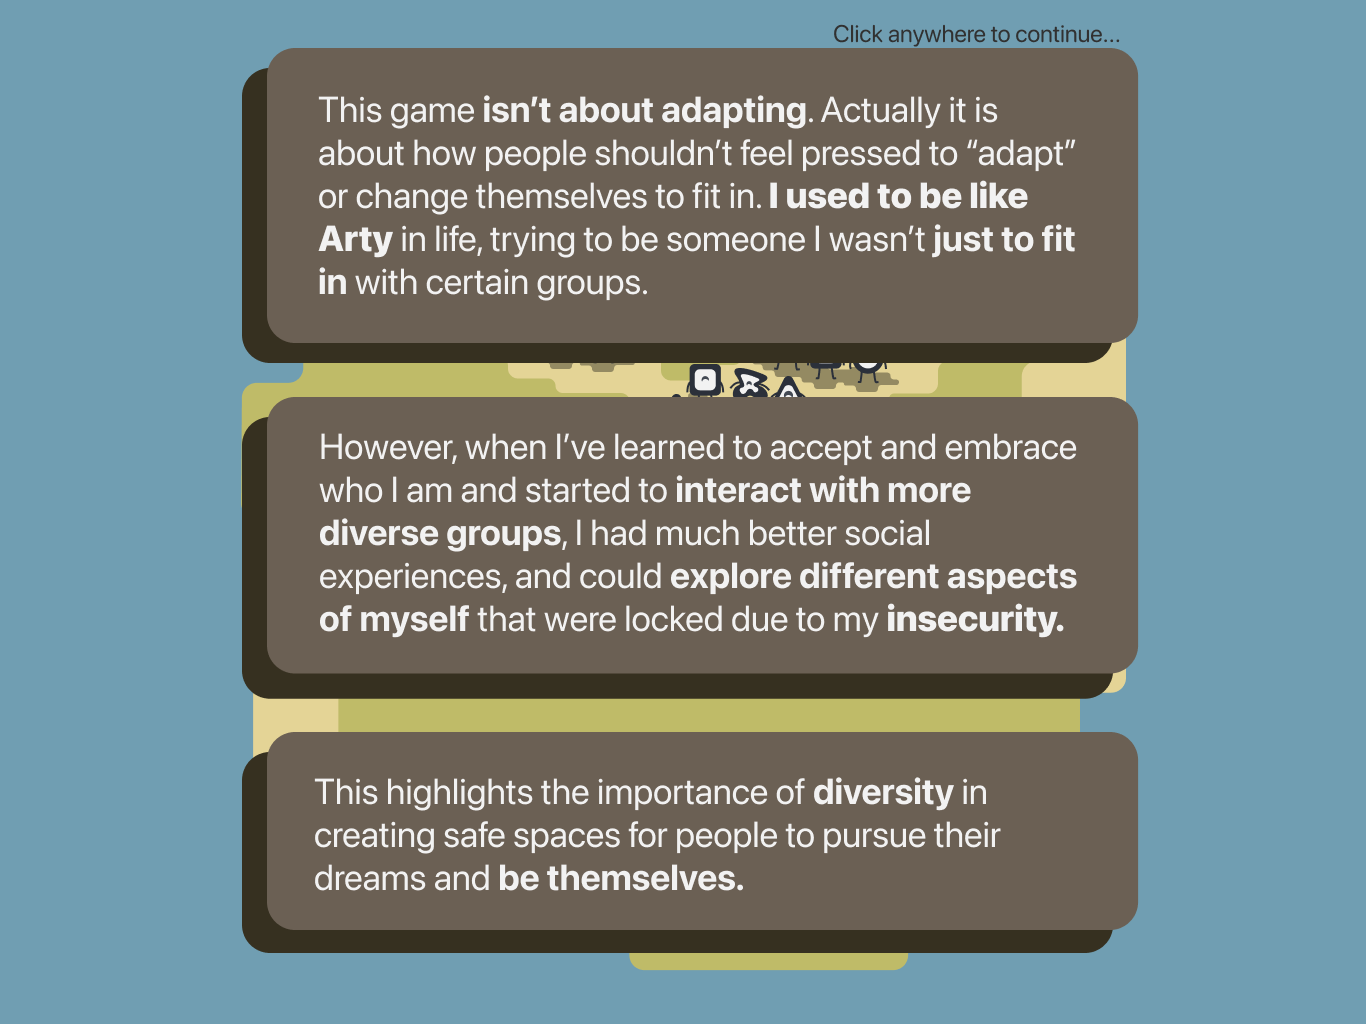 Click anywhere to continue...
This game isn’t about adapting. Actually it is
about how people shouldn’t feel pressed to “adapt”
or change themselves to fit in. I used to be like
Arty in life, trying to be someone I wasn’t just to fit
in with certain groups.
However, when I’ve learned to accept and embrace
who I am and started to interact with more
diverse groups, I had much better social
experiences, and could explore different aspects
of myself that were locked due to my insecurity.
This highlights the importance of diversity in
creating safe spaces for people to pursue their
dreams and be themselves.